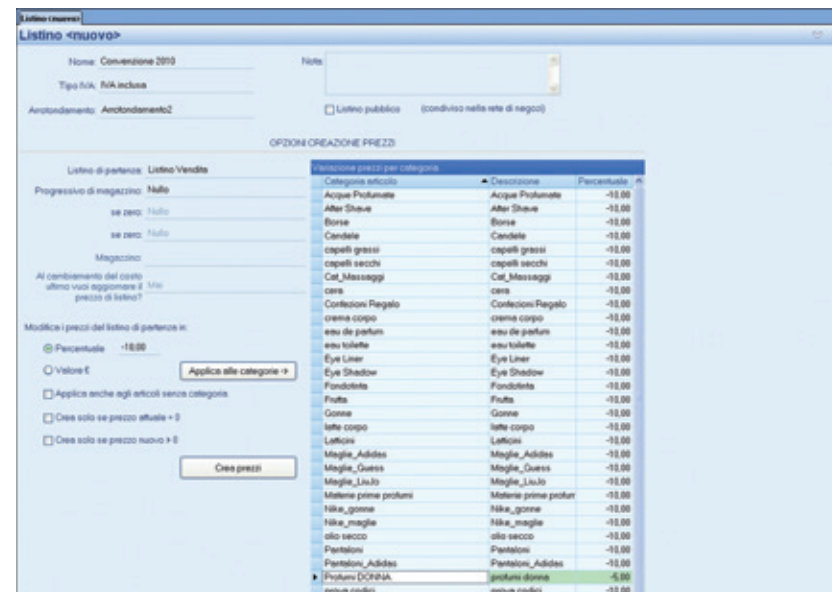 Listino <nuovo>
Listino <nuovo>
Nome: Convenzione 2010
Note:
Tipo IVA: IVA inclusa
Arrotondamento: Arrotondamento2
Listino pubblico (condiviso nella rete di negozi)
OPZIONI CREAZIONE PREZZI
Listino di partenza: Listino Vendita
Progressivo di magazzino: Nullo
se zero: Nullo
se zero: Nullo
Magazzino:
Al cambiamento del costo
ultimo vuoi aggiornare il
prezzo di listino?
Mai
Modifica i prezzi del listino di partenza in:
Percentuale -10,00
Valore € Applica alle categorie ->
Applica anche agli articoli senza categoria
Crea solo se prezzo attuale = 0
Crea solo se prezzo nuovo > 0
Crea prezzi
Variazione prezzi per categoria
Categoria articolo Descrizione Percentuale
Acque Profumate Acque Profumate -10,00
After Shave After Shave -10,00
Borse Borse -10,00
Candele Candele -10,00
capelli grassi capelli grassi -10,00
capelli secchi capelli secchi -10,00
Cat_Massaggi Cat_Massaggi -10,00
cera cera -10,00
Confezioni Regalo Confezioni Regalo -10,00
crema corpo crema corpo -10,00
eau de parfum eau de parfum -10,00
eau toilette eau toilette -10,00
Eye Liner Eye Liner -10,00
Eye Shadow Eye Shadow -10,00
Fondotinta Fondotinta -10,00
Frutta Frutta -10,00
Gonne Gonne -10,00
latte corpo latte corpo -10,00
Latticini Latticini -10,00
Maglie_Adidas Maglie_Adidas -10,00
Maglie_Guess Maglie_Guess -10,00
Maglie_LiuJo Maglie_LiuJo -10,00
Materie prime profumi Materie prime profum -10,00
Nike_gonne Nike_gonne -10,00
Nike_maglie Nike_maglie -10,00
olio secco olio secco -10,00
Pantaloni Pantaloni -10,00
Pantaloni_Adidas Pantaloni_Adidas -10,00
Profumi DONNA profumi donna -5,00
prova codici prova codici -10,00